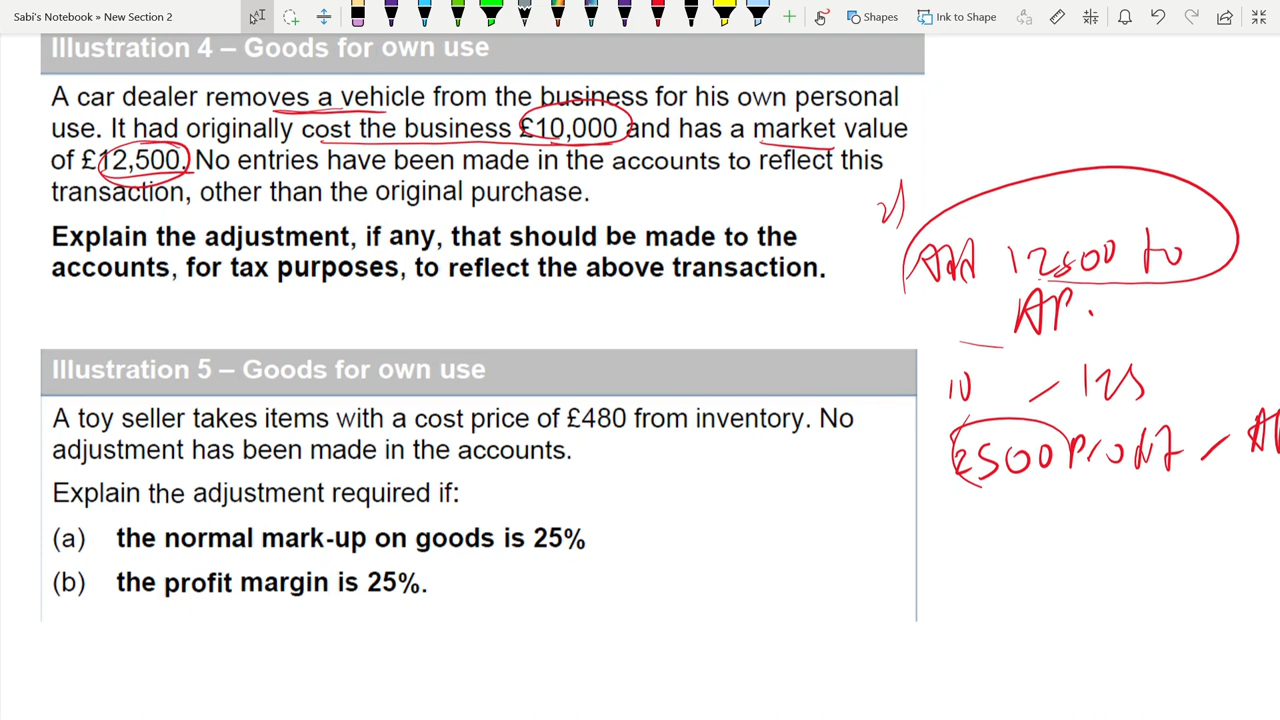 Sabi's Notebook » New Section 2
Shapes
Ink to Shape
Illustration 4 – Goods for own use
A car dealer removes a vehicle from the business for his own personal
use. It had originally cost the business £10,000 and has a market value
of £12,500. No entries have been made in the accounts to reflect this
transaction, other than the original purchase.
Explain the adjustment, if any, that should be made to the
accounts, for tax purposes, to reflect the above transaction.
2)
Add 12500 to
AP.
10 – 125
2500 Profit –
Illustration 5 – Goods for own use
A toy seller takes items with a cost price of £480 from inventory. No
adjustment has been made in the accounts.
Explain the adjustment required if:
(a) the normal mark-up on goods is 25%
(b) the profit margin is 25%.